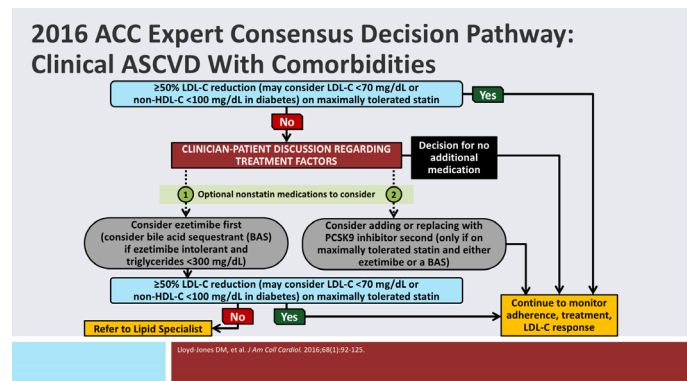 2016 ACC Expert Consensus Decision Pathway:
Clinical ASCVD With Comorbidities
≥50% LDL-C reduction (may consider LDL-C <70 mg/dL or
non-HDL-C <100 mg/dL in diabetes) on maximally tolerated statin
Yes
No
CLINICIAN-PATIENT DISCUSSION REGARDING
TREATMENT FACTORS
Decision for no
additional
medication
1 Optional nonstatin medications to consider 2
Consider ezetimibe first
(consider bile acid sequestrant (BAS)
if ezetimibe intolerant and
triglycerides <300 mg/dL)
Consider adding or replacing with
PCSK9 inhibitor second (only if on
maximally tolerated statin and either
ezetimibe or a BAS)
≥50% LDL-C reduction (may consider LDL-C <70 mg/dL or
non-HDL-C <100 mg/dL in diabetes) on maximally tolerated statin
No
Yes
Refer to Lipid Specialist
Continue to monitor
adherence, treatment,
LDL-C response
Lloyd-Jones DM, et al. J Am Coll Cardiol. 2016;68(1):92-125.